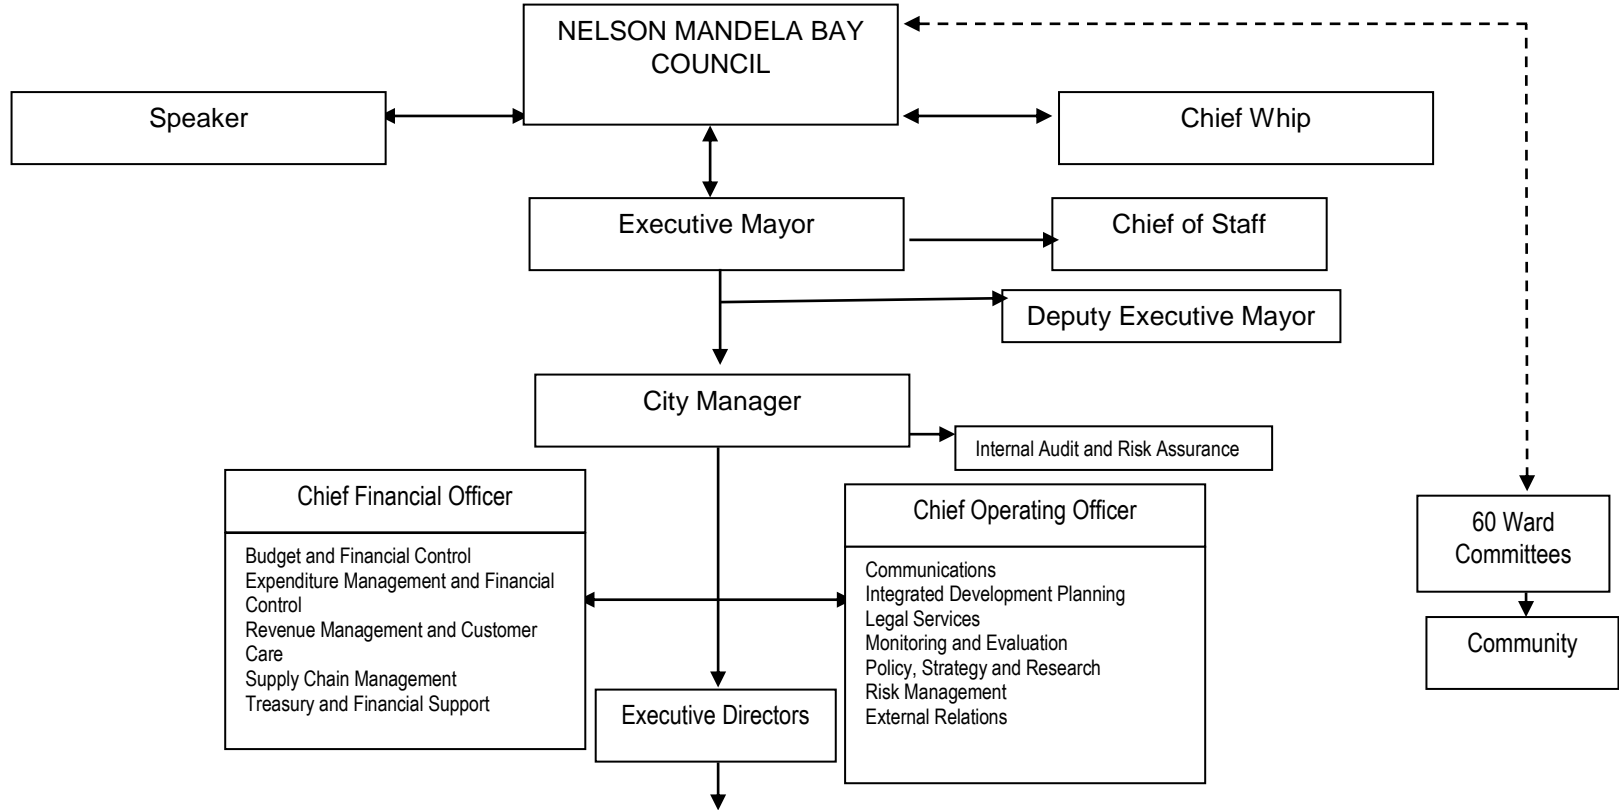 NELSON MANDELA BAY
COUNCIL
Speaker
Chief Whip
Executive Mayor
Chief of Staff
Deputy Executive Mayor
City Manager
Internal Audit and Risk Assurance
Chief Financial Officer
Budget and Financial Control
Expenditure Management and Financial
Control
Revenue Management and Customer
Care
Supply Chain Management
Treasury and Financial Support
Chief Operating Officer
Communications
Integrated Development Planning
Legal Services
Monitoring and Evaluation
Policy, Strategy and Research
Risk Management
External Relations
60 Ward
Committees
Community
Executive Directors